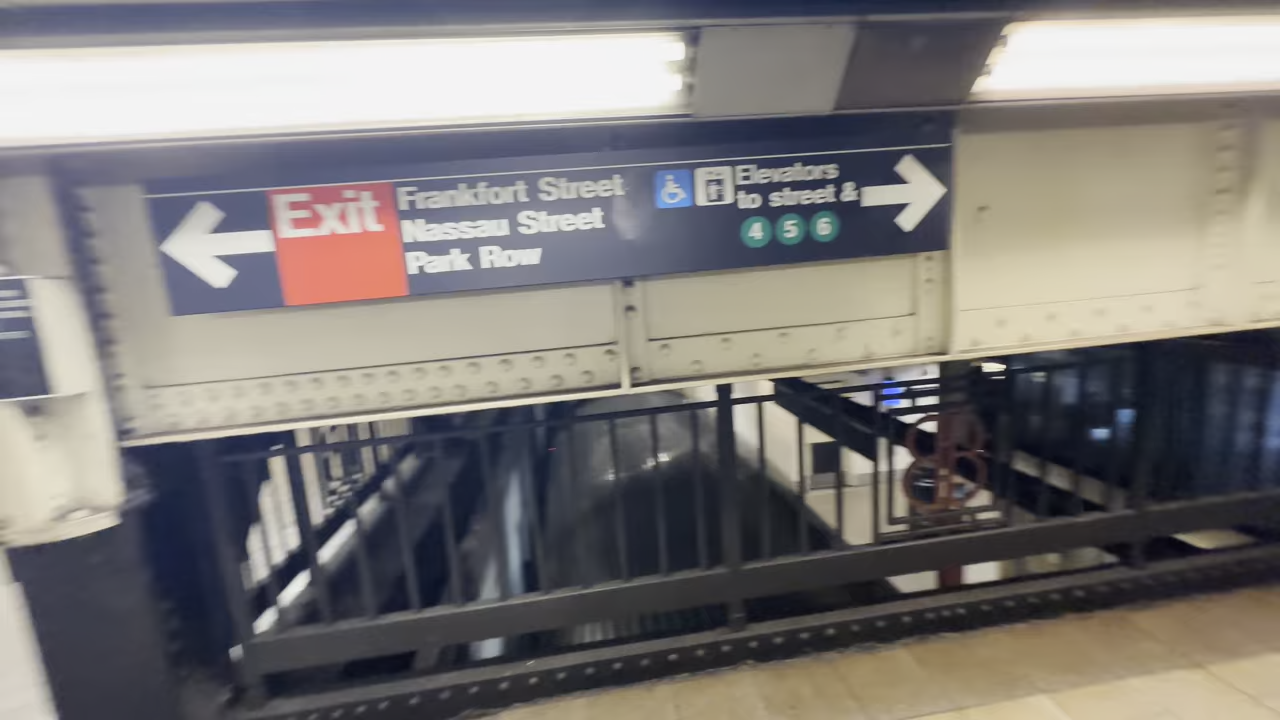 Exit
Frankfort Street
Nassau Street
Park Row
Elevators
to street &
4 5 6